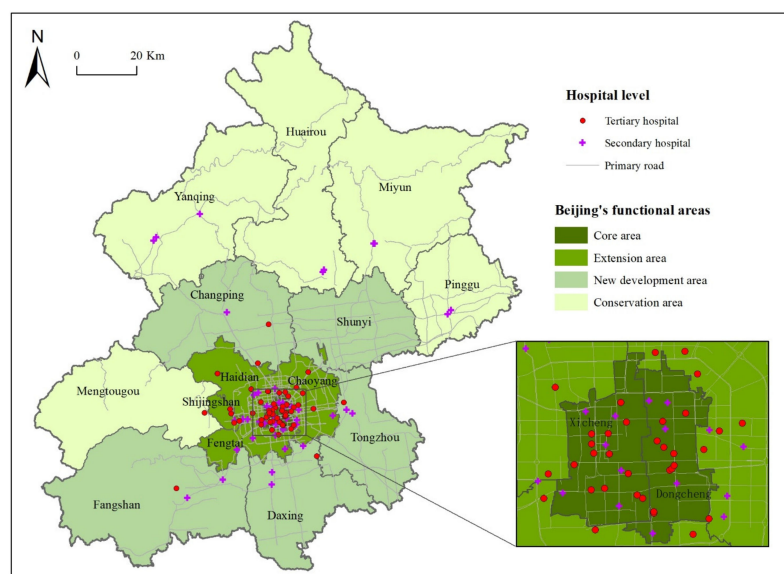 N
0 20 Km
Hospital level
Tertiary hospital
Secondary hospital
Primary road
Beijing's functional areas
Core area
Extension area
New development area
Conservation area
Huairou
Miyun
Yanqing
Pinggu
Changping
Shunyi
Mengtougou
Haidian
Chaoyang
Shijingshan
Fengtai
Tongzhou
Fangshan
Daxing
Xicheng
Dongcheng